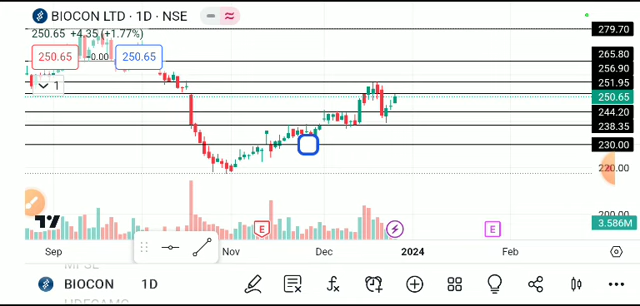 BIOCON LTD · 1D · NSE
250.65 +4.35 (+1.77%)
250.65 +0.00 250.65
1
279.70
265.80
256.90
251.95
250.65
244.20
238.35
230.00
220.00
200.00
3.586M
E
E
Sep Nov Dec 2024 Feb
BIOCON 1D